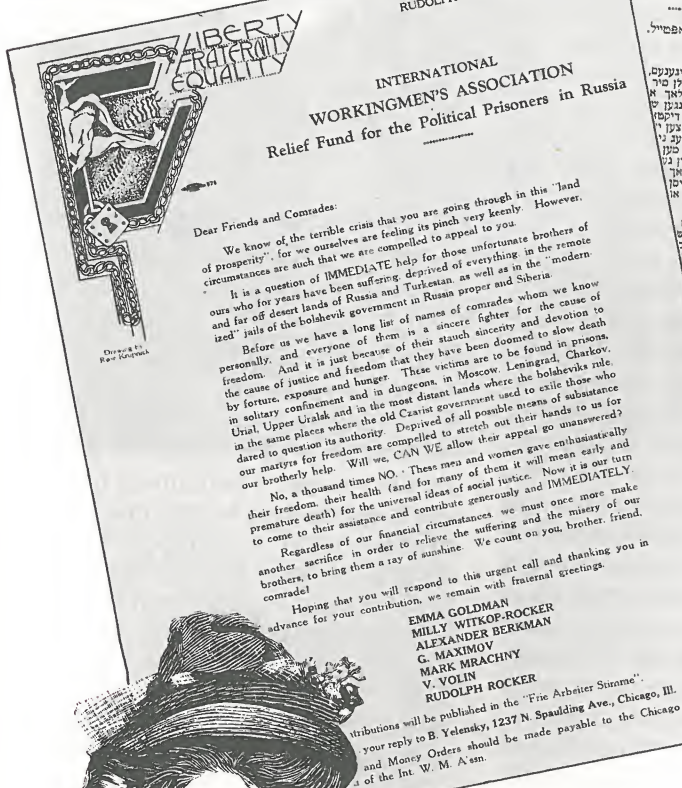 RUDOLPH
LIBERTY
FRATERNITY
EQUALITY
INTERNATIONAL
WORKINGMEN'S ASSOCIATION
Relief Fund for the Political Prisoners in Russia
Dear Friends and Comrades:
We know of the terrible crisis that you are going through in this "land
of prosperity", for we ourselves are feeling its pinch very keenly. However,
circumstances are such that we are compelled to appeal to you.
It is a question of IMMEDIATE help for those unfortunate brothers of
ours who for years have been suffering, deprived of everything, in the remote
and far off desert lands of Russia and Turkestan, as well as in the "modern-
ized" jails of the bolshevik government in Russia proper and Siberia.
Before us we have a long list of names of comrades whom we know
personally, and everyone of them is a sincere fighter for the cause of
freedom. And it is just because of their stauch sincerity and devotion to
the cause of justice and freedom that they have been doomed to slow death
by forture, exposure and hunger. These victims are to be found in prisons,
in solitary confinement and in dungeons, in Moscow, Leningrad, Charkov,
Urial, Upper Uralsk and in the most distant lands where the bolsheviks rule,
in the same places where the old Czarist government used to exile those who
dared to question its authority. Deprived of all possible means of subsistance
our martyrs for freedom are compelled to stretch out their hands to us for
our brotherly help. Will we, CAN WE allow their appeal go unanswered?
No, a thousand times NO. These men and women gave enthusiastically
their freedom, their health (and for many of them it will mean early and
premature death) for the universal ideas of social justice. Now it is our turn
to come to their assistance and contribute generously and IMMEDIATELY.
Regardless of our financial circumstances, we must once more make
another sacrifice in order to relieve the suffering and the misery of our
brothers, to bring them a ray of sunshine. We count on you, brother, friend,
comrade!
Hoping that you will respond to this urgent call and thanking you in
advance for your contribution, we remain with fraternal greetings.
EMMA GOLDMAN
MILLY WITKOP-ROCKER
ALEXANDER BERKMAN
G. MAXIMOV
MARK MRACHNY
V. VOLIN
RUDOLPH ROCKER
tributions will be published in the "Frie Arbeiter Stimme".
your reply to B. Yelensky, 1237 N. Spaulding Ave., Chicago, Ill.
and Money Orders should be made payable to the Chicago
of the Int. W. M. A'ssn.
Drawing by